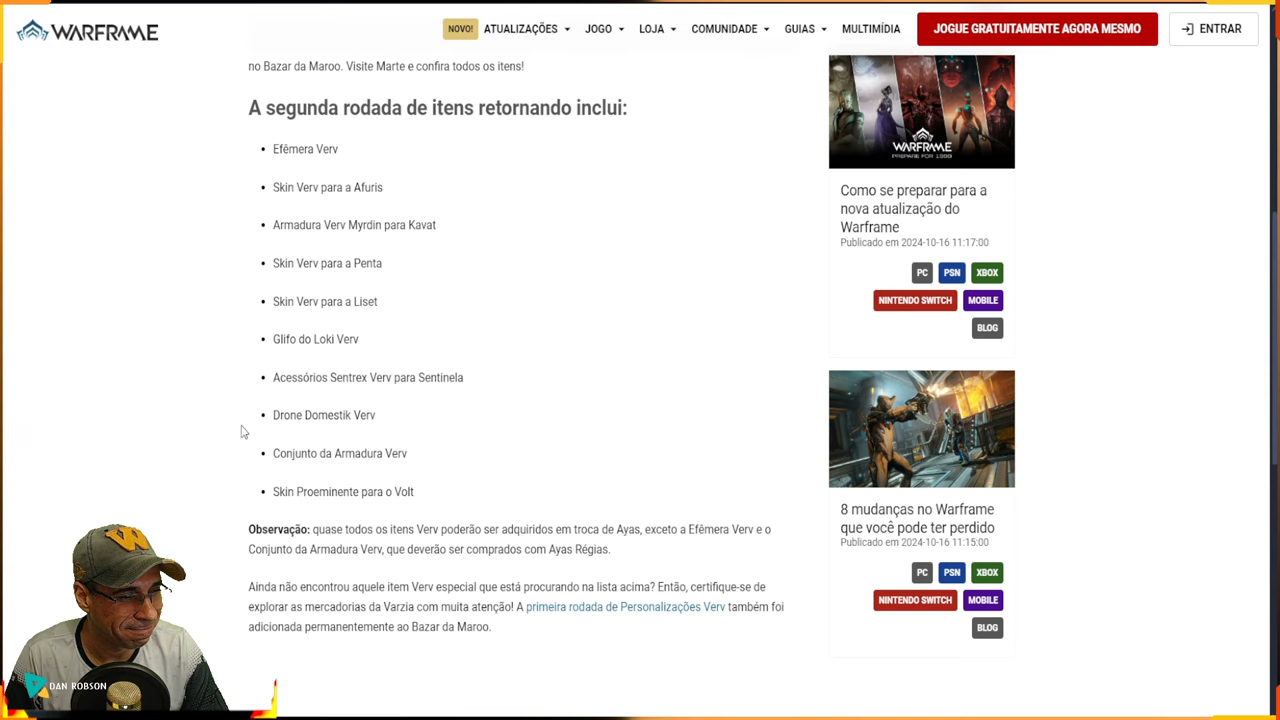 WARFRAME
NOVO! ATUALIZAÇÕES JOGO LOJA COMUNIDADE GUIAS MULTIMÍDIA JOGUE GRATUITAMENTE AGORA MESMO ENTRAR
no Bazar da Maroo. Visite Marte e confira todos os itens!
A segunda rodada de itens retornando inclui:
• Efêmera Verv
• Skin Verv para a Afuris
• Armadura Verv Myrdin para Kavat
• Skin Verv para a Penta
• Skin Verv para a Liset
• Glifo do Loki Verv
• Acessórios Sentrex Verv para Sentinela
• Drone Domestik Verv
• Conjunto da Armadura Verv
• Skin Proeminente para o Volt
Observação: quase todos os itens Verv poderão ser adquiridos em troca de Ayas, exceto a Efêmera Verv e o
Conjunto da Armadura Verv, que deverão ser comprados com Ayas Régias.
Ainda não encontrou aquele item Verv especial que está procurando na lista acima? Então, certifique-se de
explorar as mercadorias da Varzia com muita atenção! A primeira rodada de Personalizações Verv também foi
adicionada permanentemente ao Bazar da Maroo.
WARFRAME
PREPARE FOR 1999
Como se preparar para a
nova atualização do
Warframe
Publicado em 2024-10-16 11:17:00
PC PSN XBOX
NINTENDO SWITCH MOBILE
BLOG
8 mudanças no Warframe
que você pode ter perdido
Publicado em 2024-10-16 11:15:00
PC PSN XBOX
NINTENDO SWITCH MOBILE
BLOG
W
DAN ROBSON